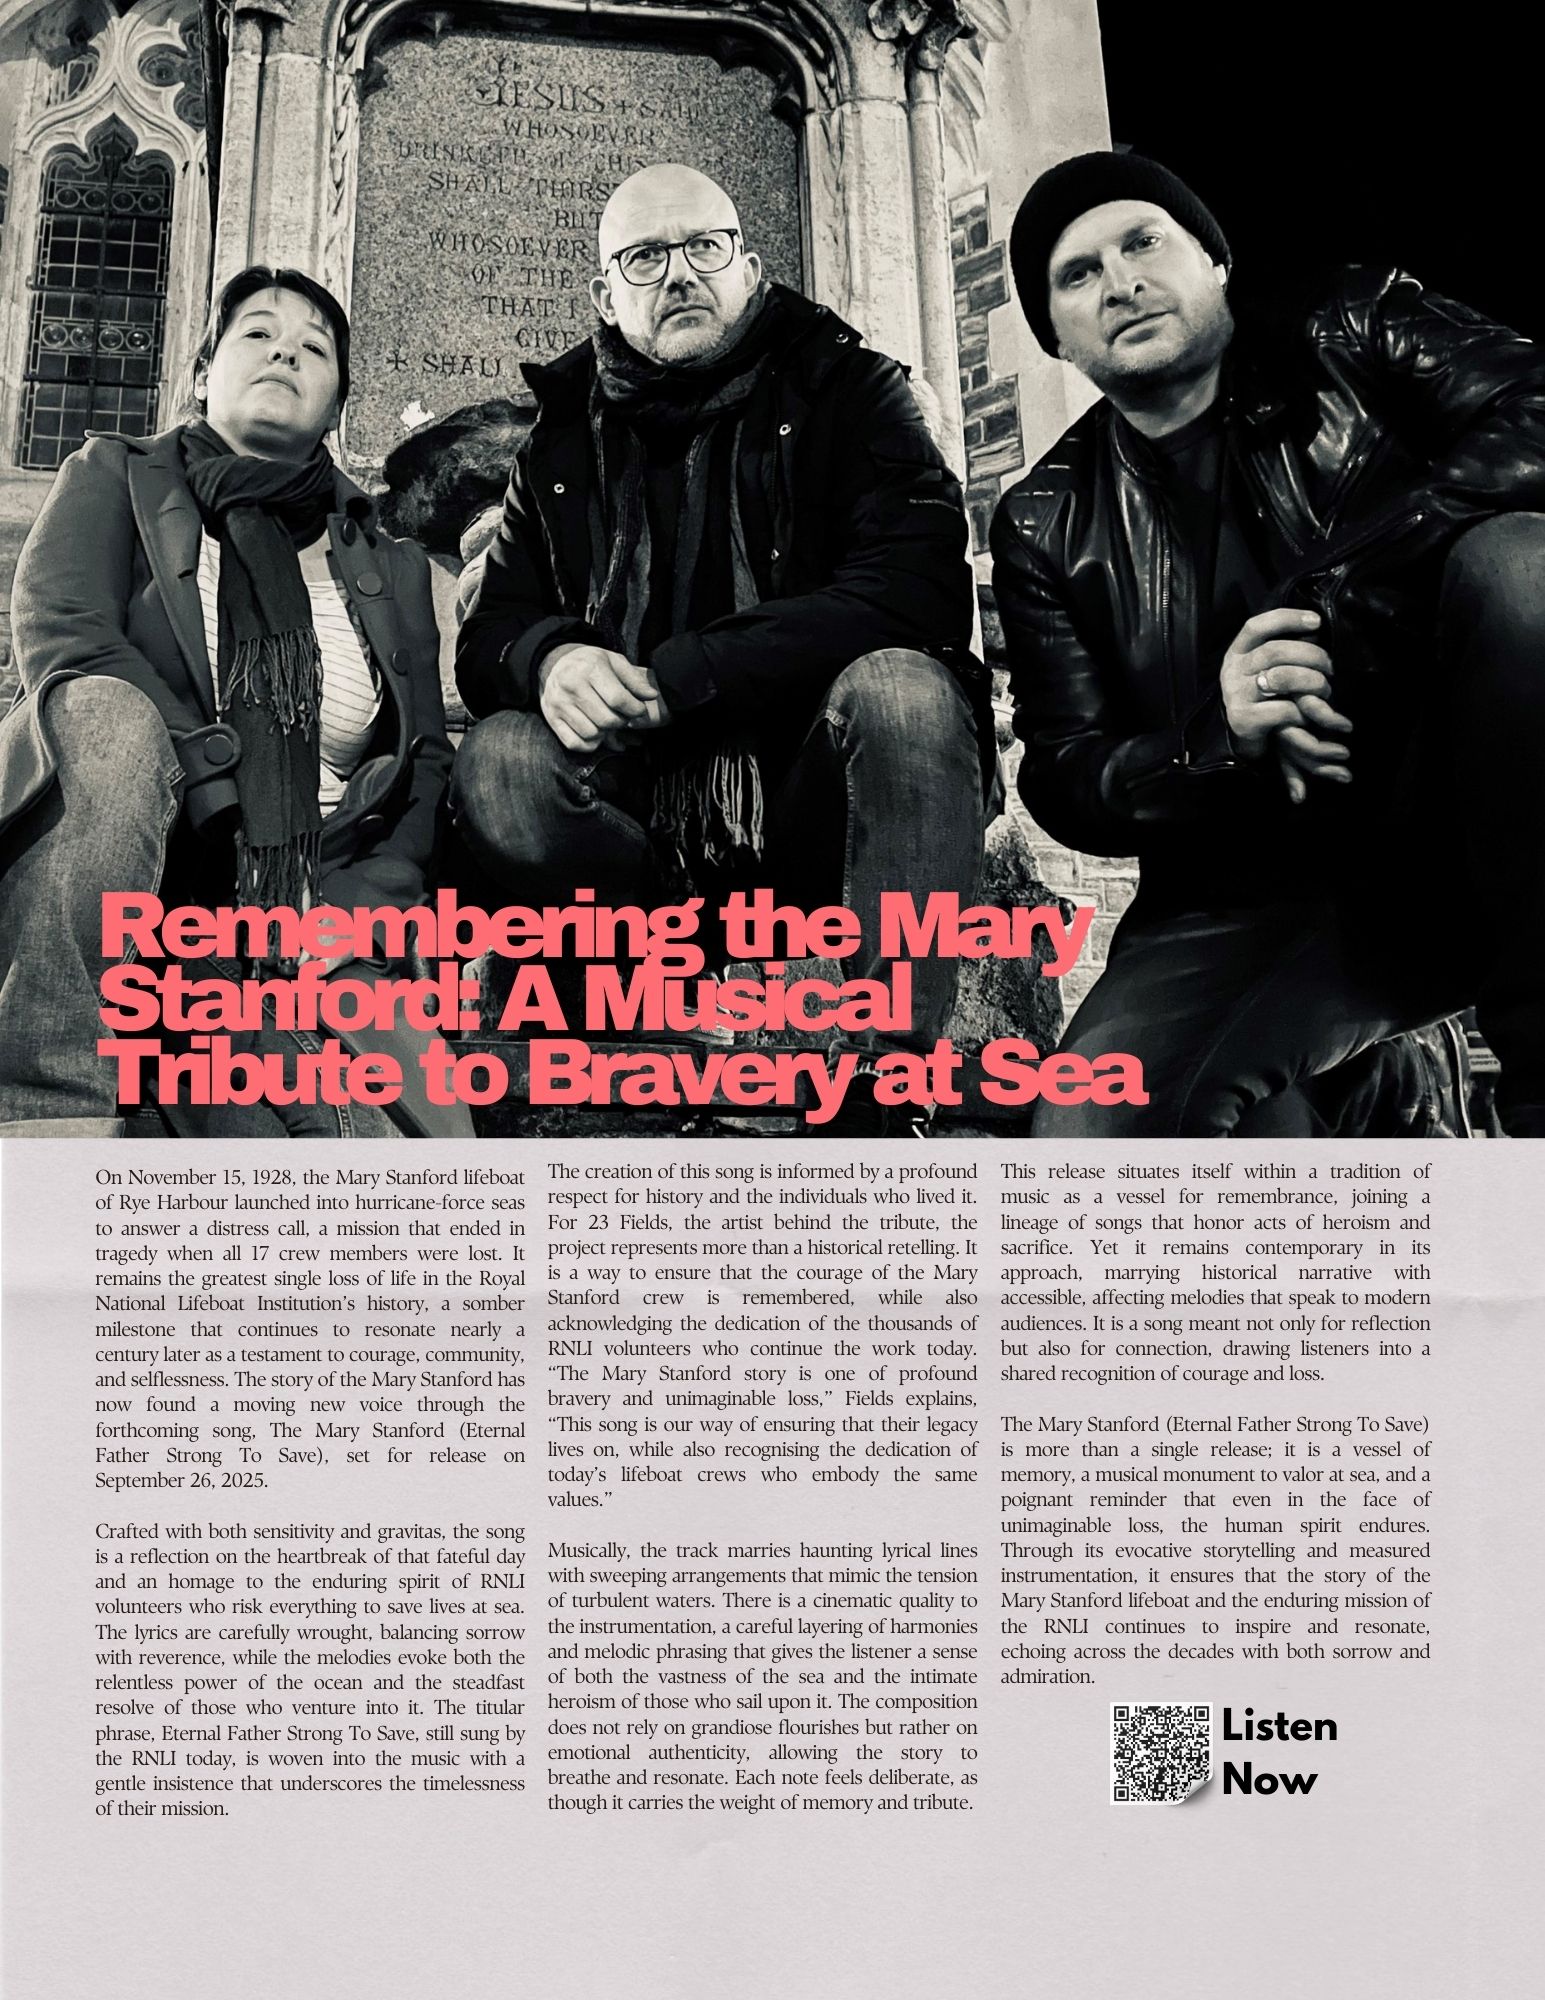 JESUS + SAID
WHOSOEVER
DRINKETH OF THIS
SHALL THIRST
BUT
WHOSOEVER
OF THE
THAT I
GIVE
SHALL
Remembering the Mary
Stanford: A Musical
Tribute to Bravery at Sea
On November 15, 1928, the Mary Stanford lifeboat
of Rye Harbour launched into hurricane-force seas
to answer a distress call, a mission that ended in
tragedy when all 17 crew members were lost. It
remains the greatest single loss of life in the Royal
National Lifeboat Institution’s history, a somber
milestone that continues to resonate nearly a
century later as a testament to courage, community,
and selflessness. The story of the Mary Stanford has
now found a moving new voice through the
forthcoming song, The Mary Stanford (Eternal
Father Strong To Save), set for release on
September 26, 2025.
Crafted with both sensitivity and gravitas, the song
is a reflection on the heartbreak of that fateful day
and an homage to the enduring spirit of RNLI
volunteers who risk everything to save lives at sea.
The lyrics are carefully wrought, balancing sorrow
with reverence, while the melodies evoke both the
relentless power of the ocean and the steadfast
resolve of those who venture into it. The titular
phrase, Eternal Father Strong To Save, still sung by
the RNLI today, is woven into the music with a
gentle insistence that underscores the timelessness
of their mission.
The creation of this song is informed by a profound
respect for history and the individuals who lived it.
For 23 Fields, the artist behind the tribute, the
project represents more than a historical retelling. It
is a way to ensure that the courage of the Mary
Stanford crew is remembered, while also
acknowledging the dedication of the thousands of
RNLI volunteers who continue the work today.
“The Mary Stanford story is one of profound
bravery and unimaginable loss,” Fields explains,
“This song is our way of ensuring that their legacy
lives on, while also recognising the dedication of
today’s lifeboat crews who embody the same
values.”
Musically, the track marries haunting lyrical lines
with sweeping arrangements that mimic the tension
of turbulent waters. There is a cinematic quality to
the instrumentation, a careful layering of harmonies
and melodic phrasing that gives the listener a sense
of both the vastness of the sea and the intimate
heroism of those who sail upon it. The composition
does not rely on grandiose flourishes but rather on
emotional authenticity, allowing the story to
breathe and resonate. Each note feels deliberate, as
though it carries the weight of memory and tribute.
This release situates itself within a tradition of
music as a vessel for remembrance, joining a
lineage of songs that honor acts of heroism and
sacrifice. Yet it remains contemporary in its
approach, marrying historical narrative with
accessible, affecting melodies that speak to modern
audiences. It is a song meant not only for reflection
but also for connection, drawing listeners into a
shared recognition of courage and loss.
The Mary Stanford (Eternal Father Strong To Save)
is more than a single release; it is a vessel of
memory, a musical monument to valor at sea, and a
poignant reminder that even in the face of
unimaginable loss, the human spirit endures.
Through its evocative storytelling and measured
instrumentation, it ensures that the story of the
Mary Stanford lifeboat and the enduring mission of
the RNLI continues to inspire and resonate,
echoing across the decades with both sorrow and
admiration.
Listen
Now